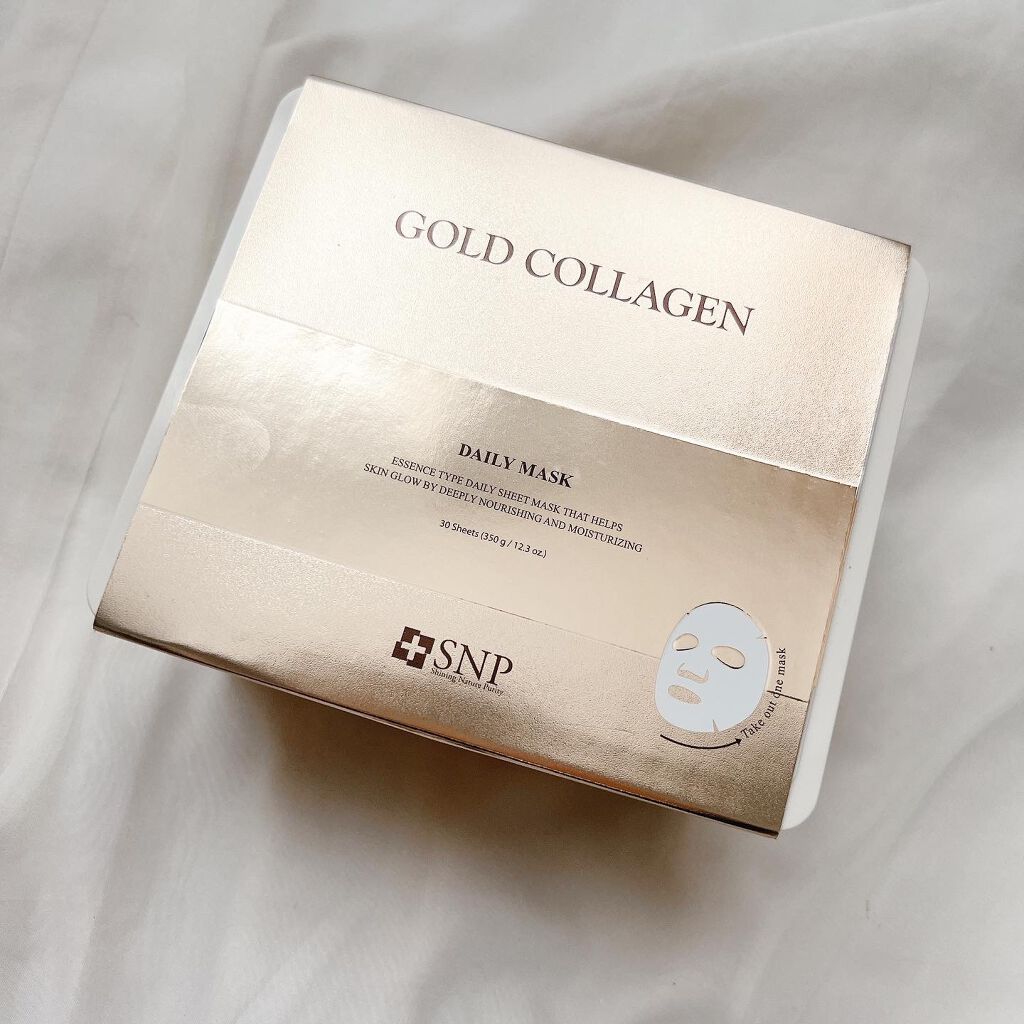 GOLD COLLAGEN
DAILY MASK
ESSENCE TYPE DAILY SHEET MASK THAT HELPS
SKIN GLOW BY DEEPLY NOURISHING AND MOISTURIZING
30 Sheets (350 g / 12.3 oz.)
SNP
Shining Nature Purity
Take out one mask